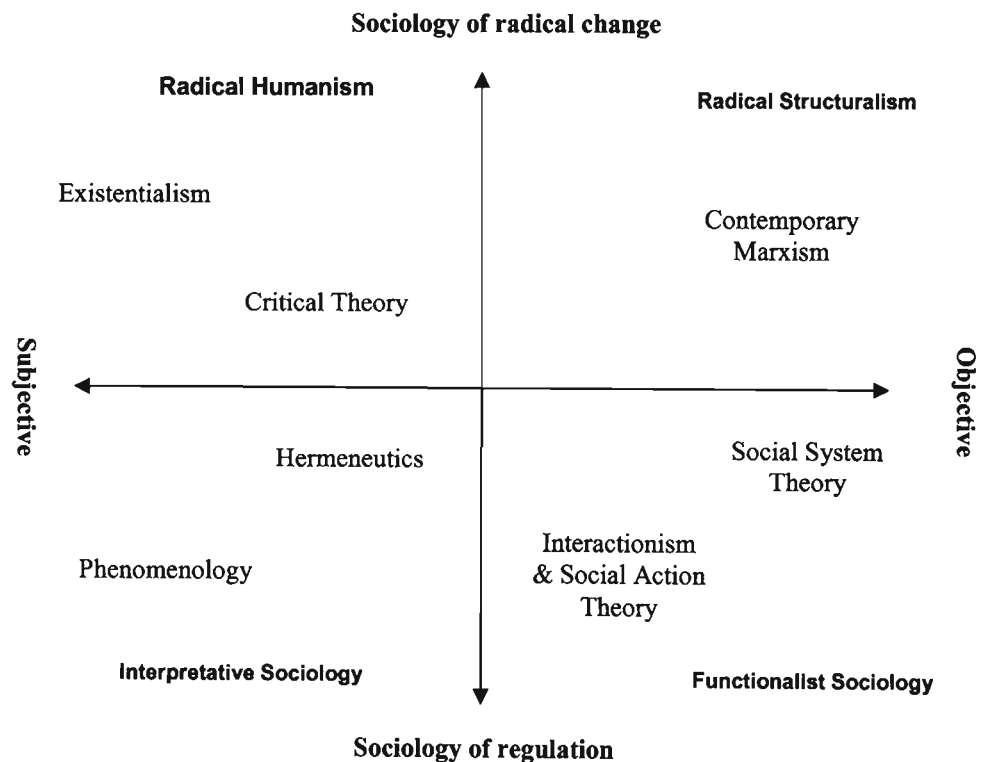 Sociology of radical change
Radical Humanism
Radical Structuralism
Existentialism
Contemporary
Marxism
Critical Theory
Subjective
Objective
Hermeneutics
Social System
Theory
Interactionism
& Social Action
Theory
Phenomenology
Interpretative Sociology
Functionalist Sociology
Sociology of regulation